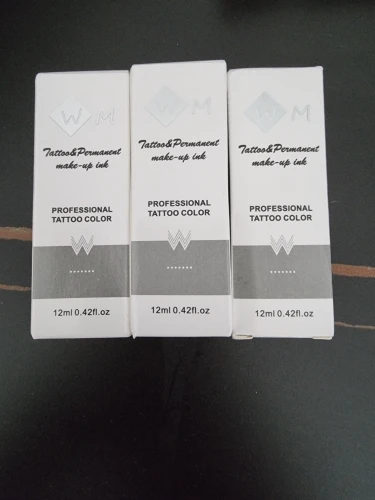 W M
Tattoo&Permanent
make-up ink
PROFESSIONAL
TATTOO COLOR
W
*******
12ml 0.42fl.oz
W M
Tattoo&Permanent
make-up ink
PROFESSIONAL
TATTOO COLOR
W
*******
12ml 0.42fl.oz
W M
Tattoo&Permanent
make-up ink
PROFESSIONAL
TATTOO COLOR
W
*******
12ml 0.42fl.oz